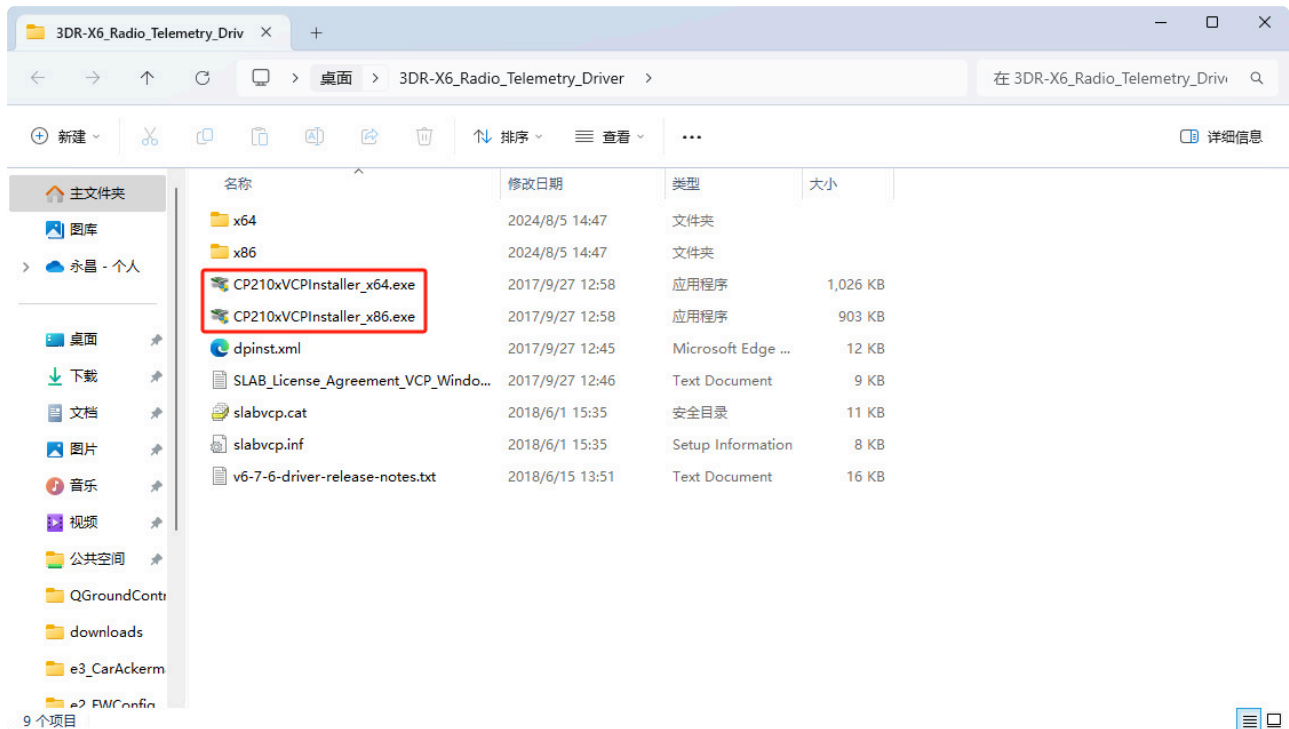 3DR-X6_Radio_Telemetry_Driv
桌面 > 3DR-X6_Radio_Telemetry_Driver >
在 3DR-X6_Radio_Telemetry_Driv
新建 排序 查看 ... 详细信息
主文件夹
图库
永昌 - 个人
桌面
下载
文档
图片
音乐
视频
公共空间
QGroundContr
downloads
e3_CarAckerm
e2_FWConfig
名称 修改日期 类型 大小
x64 2024/8/5 14:47 文件夹
x86 2024/8/5 14:47 文件夹
CP210xVCPInstaller_x64.exe 2017/9/27 12:58 应用程序 1,026 KB
CP210xVCPInstaller_x86.exe 2017/9/27 12:58 应用程序 903 KB
dpinst.xml 2017/9/27 12:45 Microsoft Edge ... 12 KB
SLAB_License_Agreement_VCP_Windo... 2017/9/27 12:46 Text Document 9 KB
slabvcp.cat 2018/6/1 15:35 安全目录 11 KB
slabvcp.inf 2018/6/1 15:35 Setup Information 8 KB
v6-7-6-driver-release-notes.txt 2018/6/15 13:51 Text Document 16 KB
9 个项目